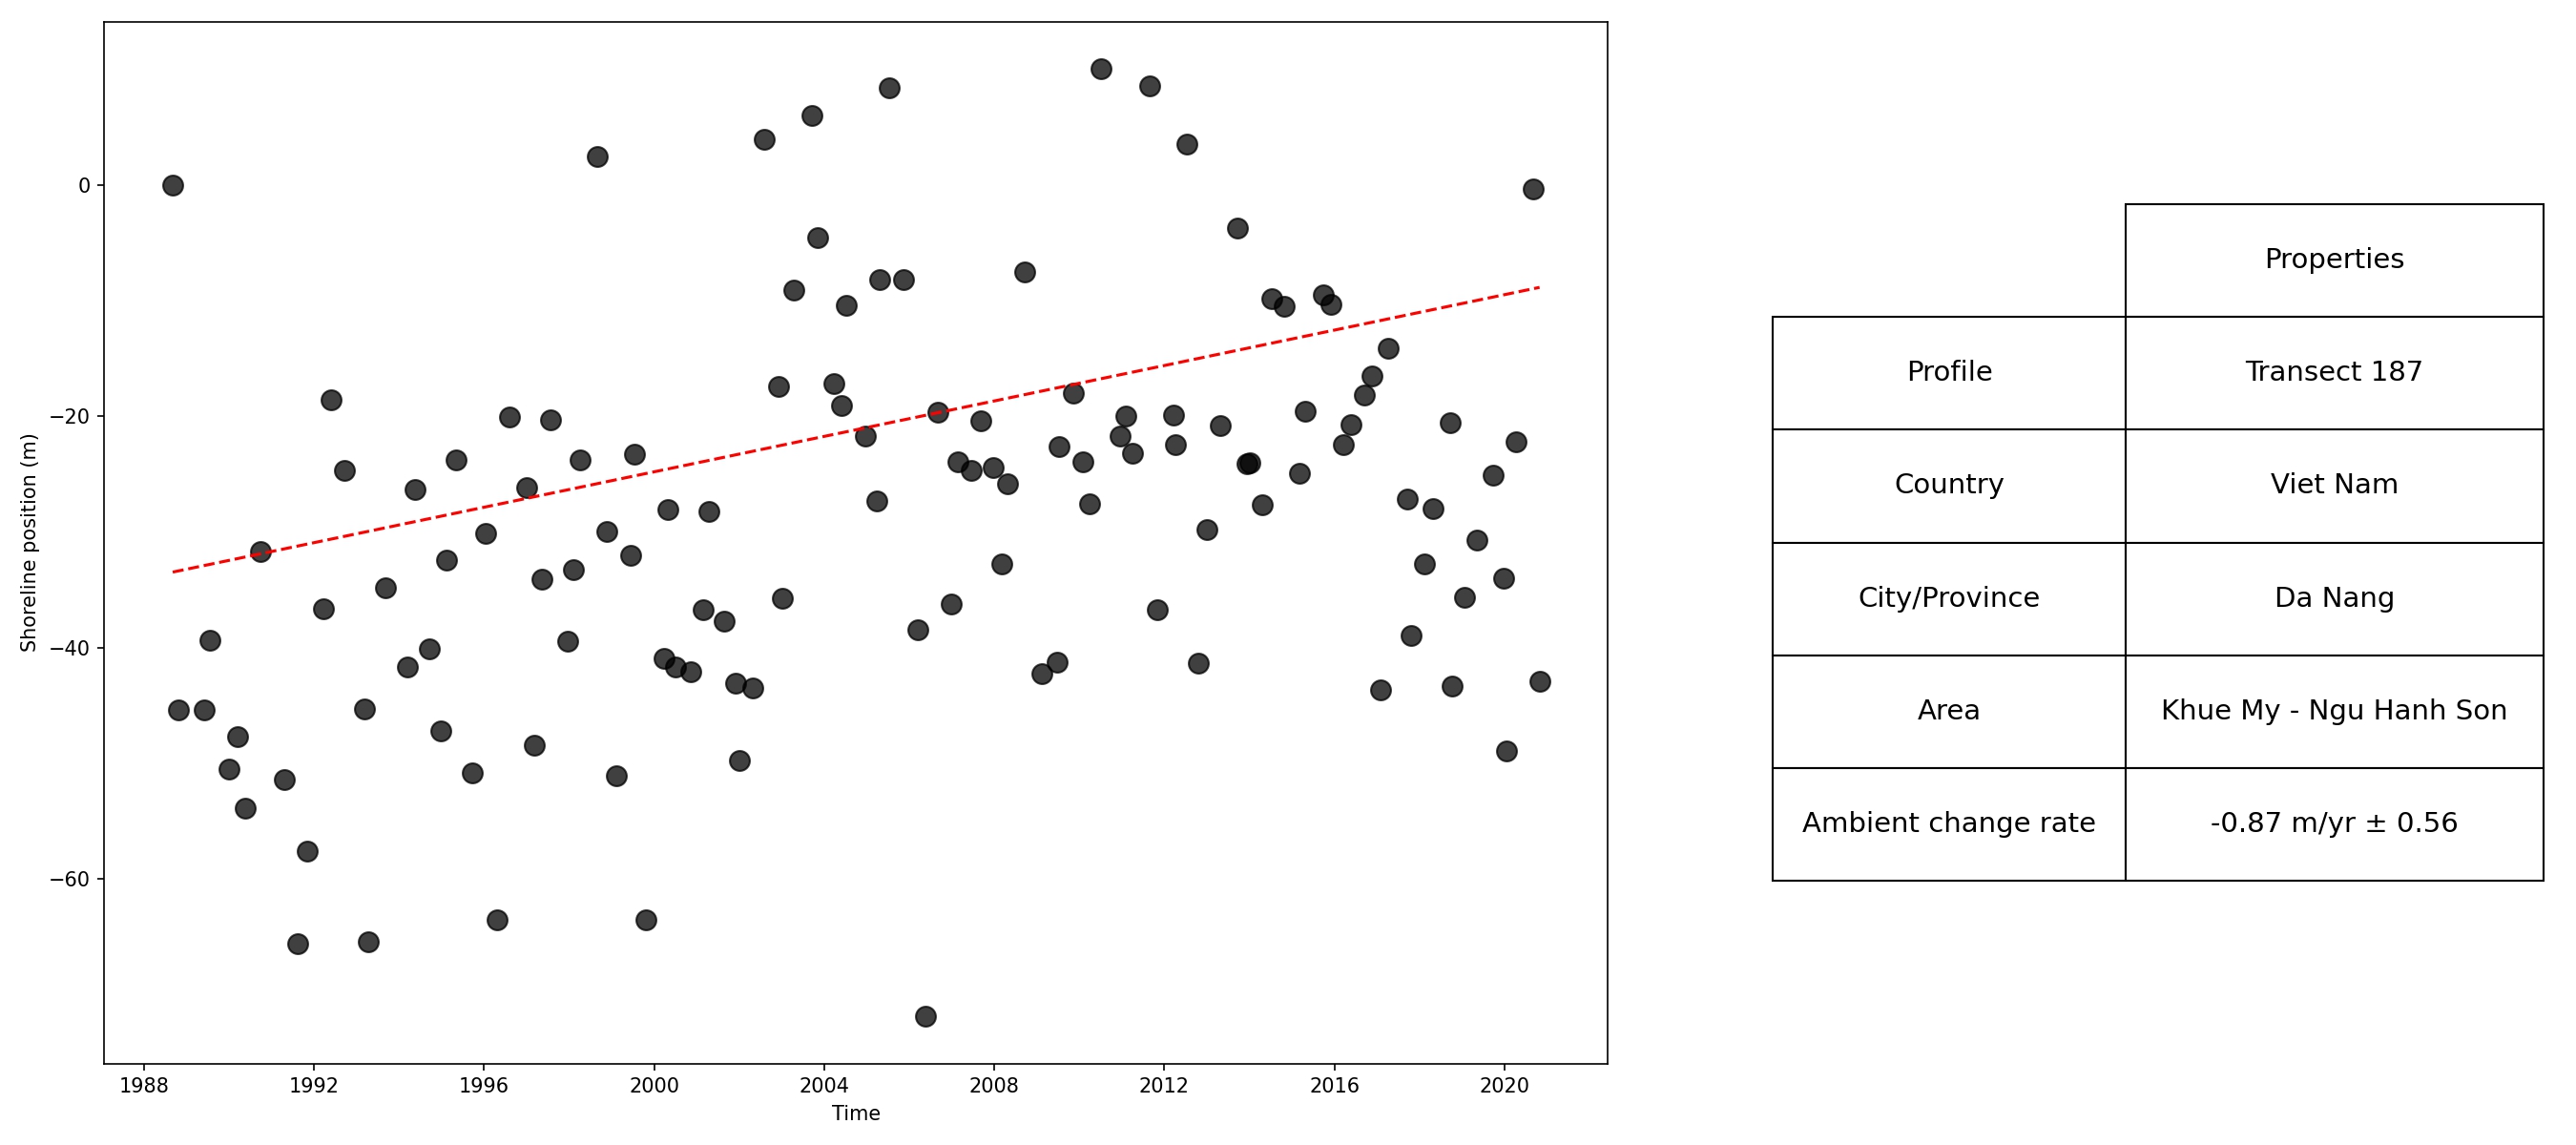 0
−20
−40
−60
Shoreline position (m)
1988 1992 1996 2000 2004 2008 2012 2016 2020
Time
Properties
Profile Transect 187
Country Viet Nam
City/Province Da Nang
Area Khue My - Ngu Hanh Son
Ambient change rate -0.87 m/yr ± 0.56